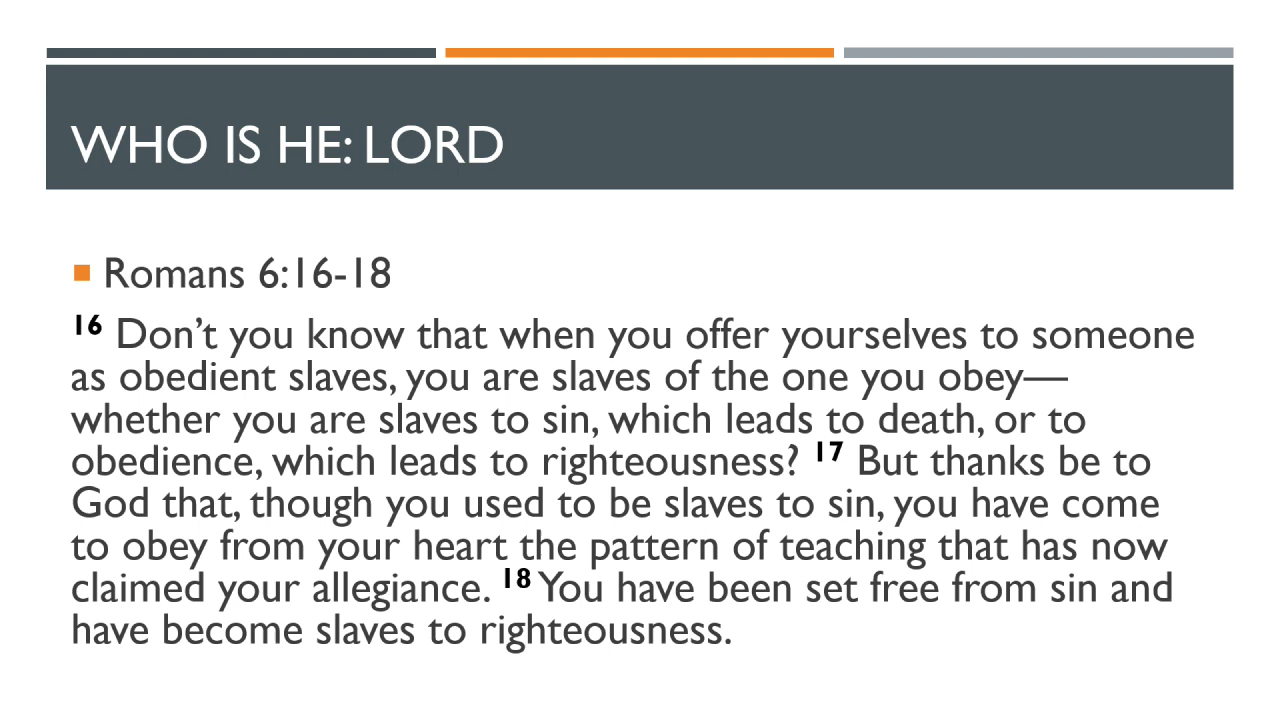 WHO IS HE: LORD
Romans 6:16-18
16 Don’t you know that when you offer yourselves to someone
as obedient slaves, you are slaves of the one you obey—
whether you are slaves to sin, which leads to death, or to
obedience, which leads to righteousness? 17 But thanks be to
God that, though you used to be slaves to sin, you have come
to obey from your heart the pattern of teaching that has now
claimed your allegiance. 18 You have been set free from sin and
have become slaves to righteousness.